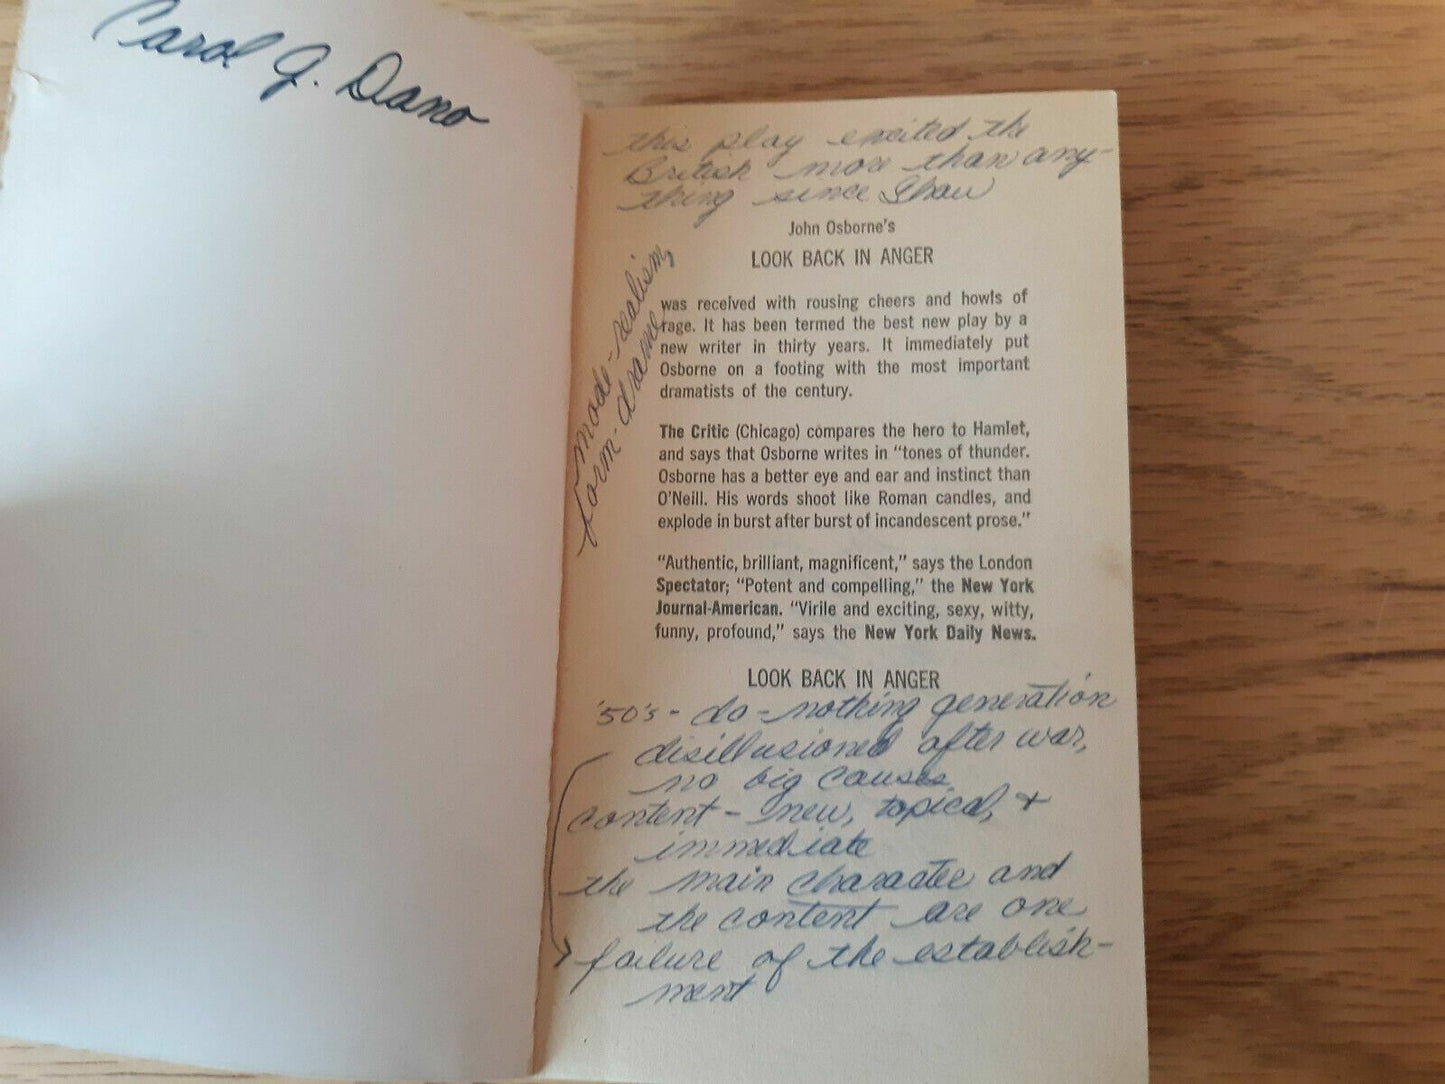 Carol J. Dano
this play excited the
British more than any-
thing since Shaw
mode - realism,
form - drame
John Osborne's
LOOK BACK IN ANGER
was received with rousing cheers and howls of
rage. It has been termed the best new play by a
new writer in thirty years. It immediately put
Osborne on a footing with the most important
dramatists of the century.
The Critic (Chicago) compares the hero to Hamlet,
and says that Osborne writes in "tones of thunder.
Osborne has a better eye and ear and instinct than
O'Neill. His words shoot like Roman candles, and
explode in burst after burst of incandescent prose."
"Authentic, brilliant, magnificent," says the London
Spectator; "Potent and compelling," the New York
Journal-American. "Virile and exciting, sexy, witty,
funny, profound," says the New York Daily News.
LOOK BACK IN ANGER
'50's - do-nothing generation
disillusioned after war,
no big causes
content - new, topical, +
immediate
the main character and
the content are one
failure of the establish-
ment